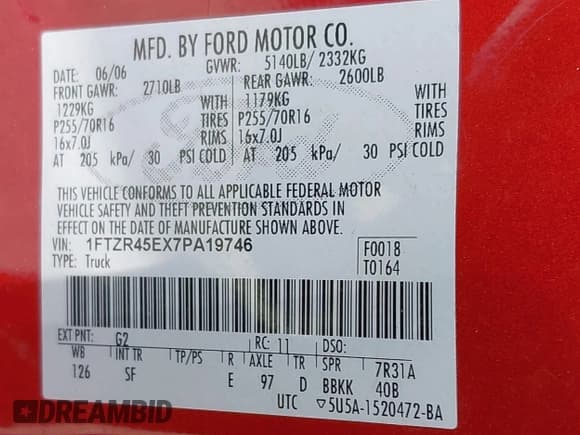 MFD. BY FORD MOTOR CO.
DATE: 06/06 GVWR: 5140LB/ 2332KG
FRONT GAWR: 2710LB REAR GAWR: 2600LB
1229KG WITH 1179KG WITH
P255/70R16 TIRES P255/70R16 TIRES
16x7.0J RIMS 16x7.0J RIMS
AT 205 kPa/ 30 PSI COLD AT 205 kPa/ 30 PSI COLD
THIS VEHICLE CONFORMS TO ALL APPLICABLE FEDERAL MOTOR
VEHICLE SAFETY AND THEFT PREVENTION STANDARDS IN
EFFECT ON THE DATE OF MANUFACTURE SHOWN ABOVE.
VIN: 1FTZR45EX7PA19746 F0018
TYPE: Truck T0164
EXT PNT: G2 RC: 11 DSO:
WB INT TR TP/PS R AXLE TR SPR 7R31A
126 SF E 97 D BBKK 40B
UTC ▽5U5A-1520472-BA
DREAMBID